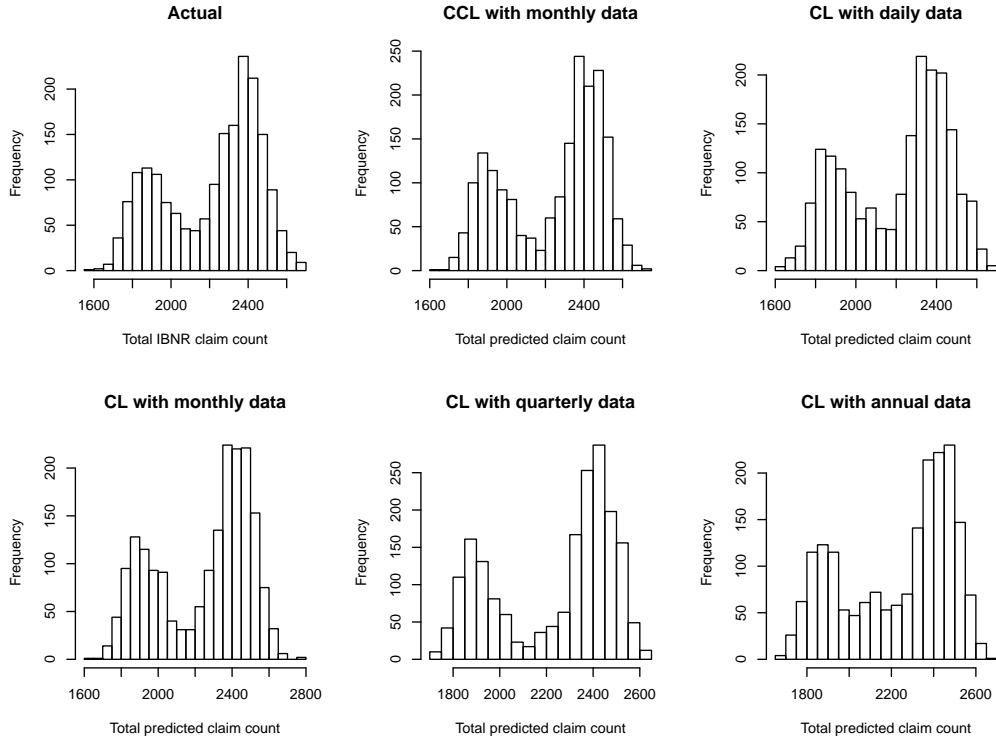 Actual
Frequency
0 50 100 150 200
1600 2000 2400
Total IBNR claim count
CCL with monthly data
Frequency
0 50 100 150 200 250
1600 2000 2400
Total predicted claim count
CL with daily data
Frequency
0 50 100 150 200
1600 2000 2400
Total predicted claim count
CL with monthly data
Frequency
0 50 100 150 200
1600 2000 2400 2800
Total predicted claim count
CL with quarterly data
Frequency
0 50 100 150 200 250
1800 2000 2200 2400 2600
Total predicted claim count
CL with annual data
Frequency
0 50 100 150 200
1800 2200 2600
Total predicted claim count